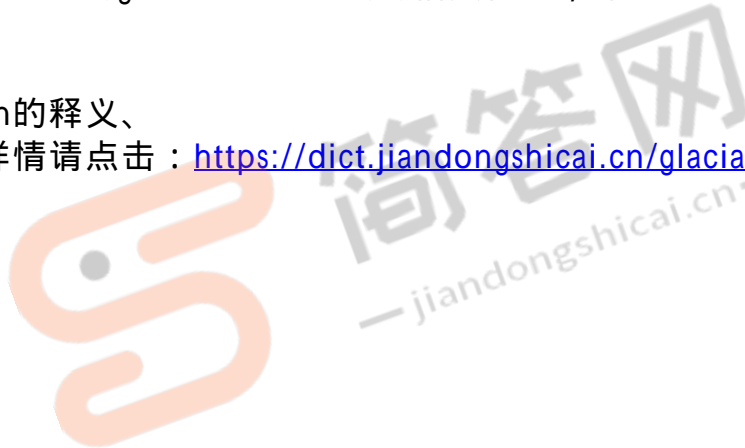 n的释义、
详情请点击：https://dict.jiandongshicai.cn/glacia
简答网
jiandongshicai.cn